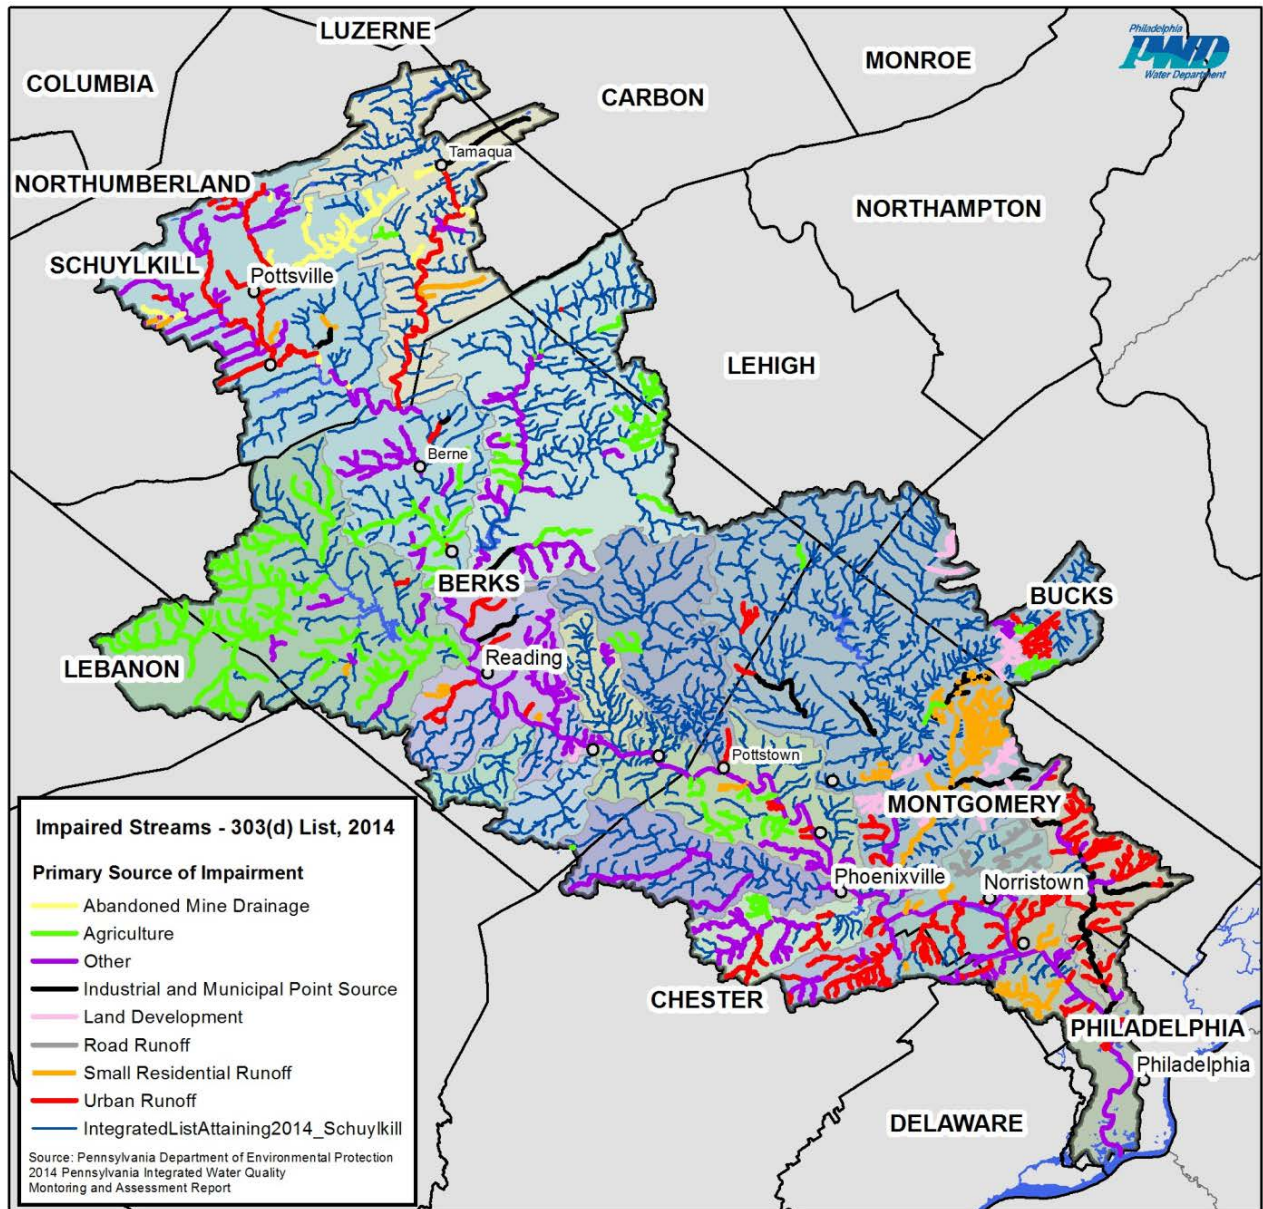 LUZERNE
Philadelphia
PWD
Water Department
MONROE
COLUMBIA
CARBON
Tamaqua
NORTHUMBERLAND
NORTHAMPTON
SCHUYLKILL
Pottsville
LEHIGH
Berne
BERKS
BUCKS
LEBANON
Reading
Pottstown
MONTGOMERY
Phoenixville
Norristown
CHESTER
PHILADELPHIA
Philadelphia
DELAWARE
Impaired Streams - 303(d) List, 2014
Primary Source of Impairment
Abandoned Mine Drainage
Agriculture
Other
Industrial and Municipal Point Source
Land Development
Road Runoff
Small Residential Runoff
Urban Runoff
IntegratedListAttaining2014_Schuylkill
Source: Pennsylvania Department of Environmental Protection
2014 Pennsylvania Integrated Water Quality
Montoring and Assessment Report